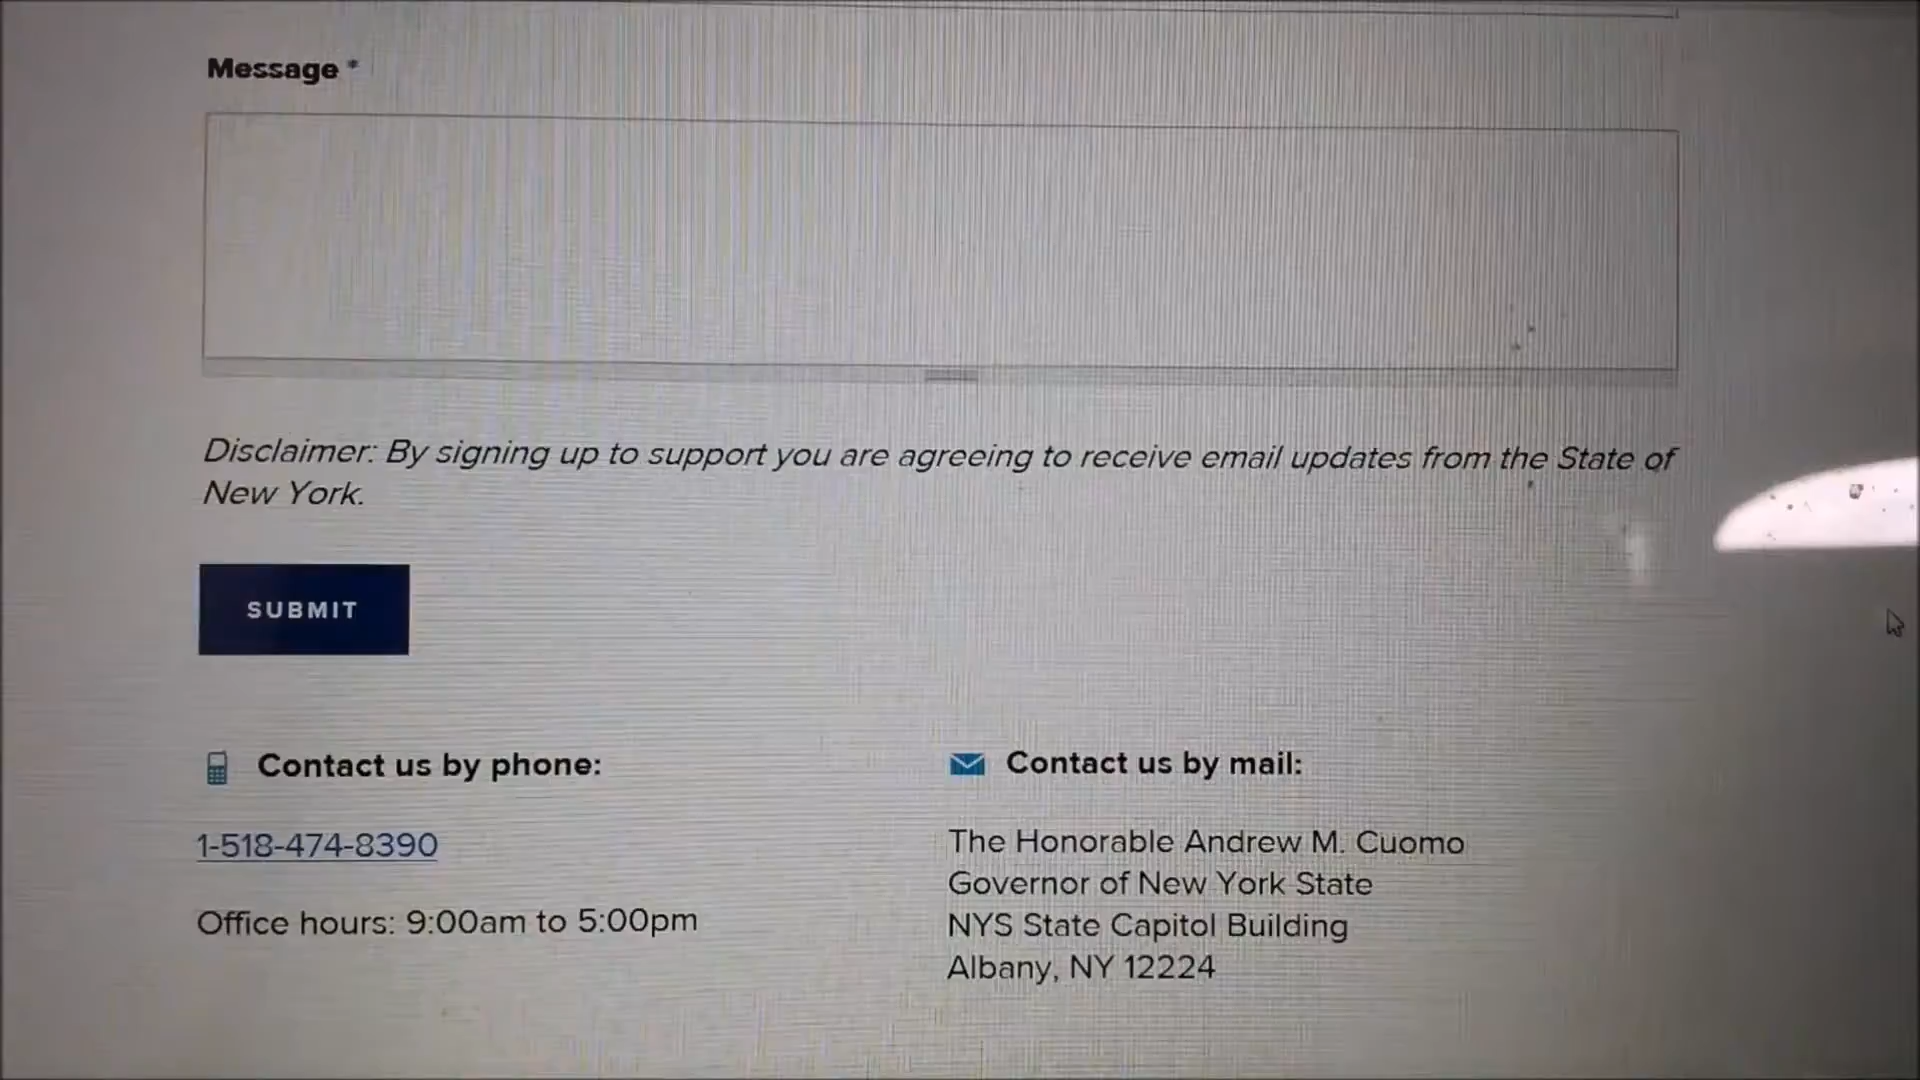 Message *
Disclaimer: By signing up to support you are agreeing to receive email updates from the State of
New York.
SUBMIT
Contact us by phone:
1-518-474-8390
Office hours: 9:00am to 5:00pm
Contact us by mail:
The Honorable Andrew M. Cuomo
Governor of New York State
NYS State Capitol Building
Albany, NY 12224